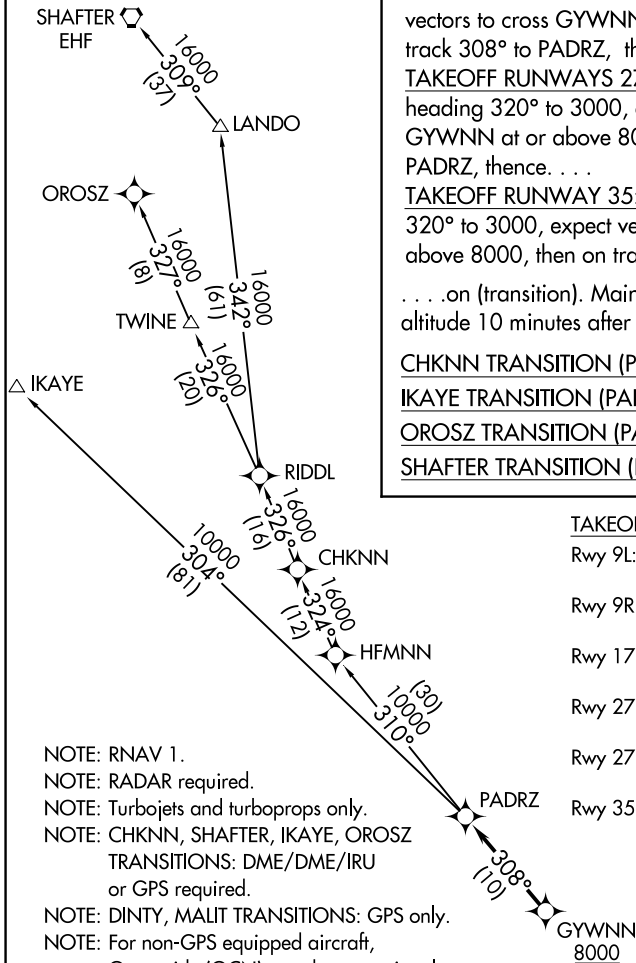 SHAFTER
EHF
16000
309°
(37)
LANDO
OROSZ
16000
327°
(8)
TWINE
16000
342°
(61)
16000
326°
(20)
IKAYE
RIDDL
16000
326°
(16)
CHKNN
16000
324°
(12)
HFMNN
10000
304°
(81)
(30)
10000
310°
PADRZ
308°
(10)
GYWNN
8000
vectors to cross GYWNN
track 308° to PADRZ, th
TAKEOFF RUNWAYS 27
heading 320° to 3000,
GYWNN at or above 80
PADRZ, thence. . . .
TAKEOFF RUNWAY 35:
320° to 3000, expect ve
above 8000, then on tra
. . . .on (transition). Main
altitude 10 minutes after
CHKNN TRANSITION (P
IKAYE TRANSITION (PA
OROSZ TRANSITION (PA
SHAFTER TRANSITION (
TAKEOF
Rwy 9L:
Rwy 9R
Rwy 17
Rwy 27
Rwy 27
Rwy 35
NOTE: RNAV 1.
NOTE: RADAR required.
NOTE: Turbojets and turboprops only.
NOTE: CHKNN, SHAFTER, IKAYE, OROSZ
TRANSITIONS: DME/DME/IRU
or GPS required.
NOTE: DINTY, MALIT TRANSITIONS: GPS only.
NOTE: For non-GPS equipped aircraft,